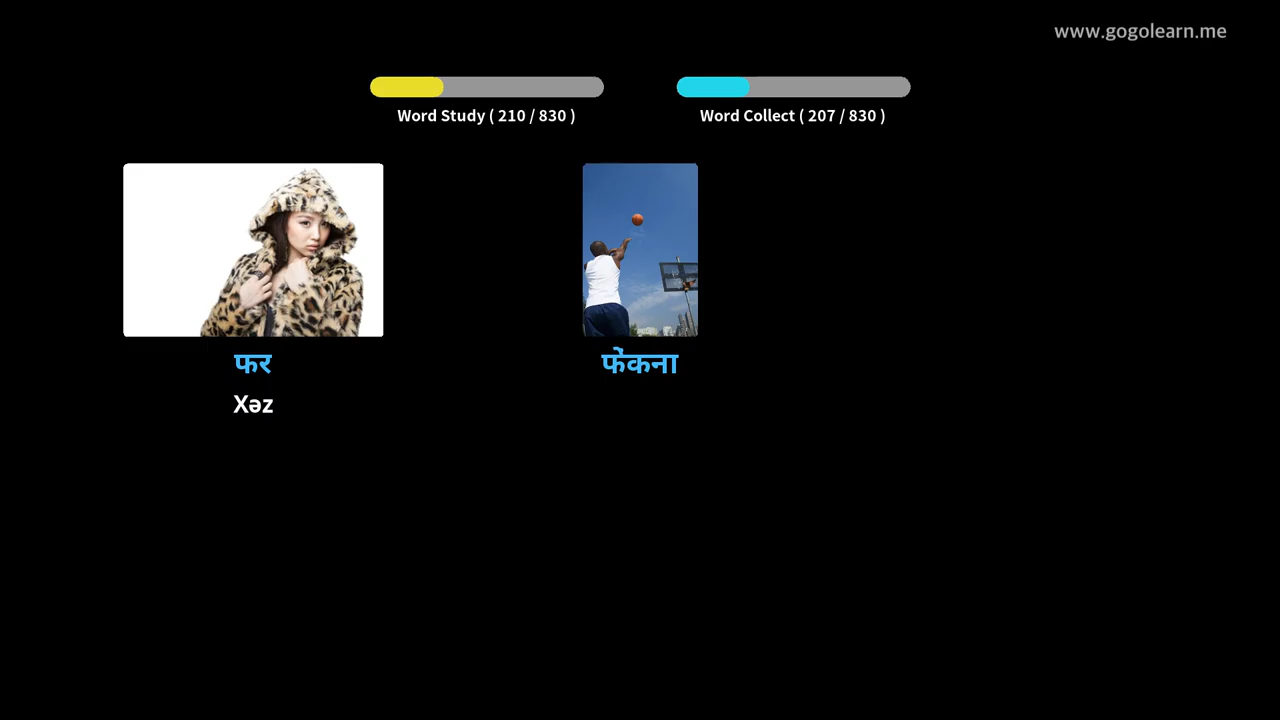 www.gogolearn.me
Word Study ( 210 / 830 )
Word Collect ( 207 / 830 )
फर
Xəz
फेंकना